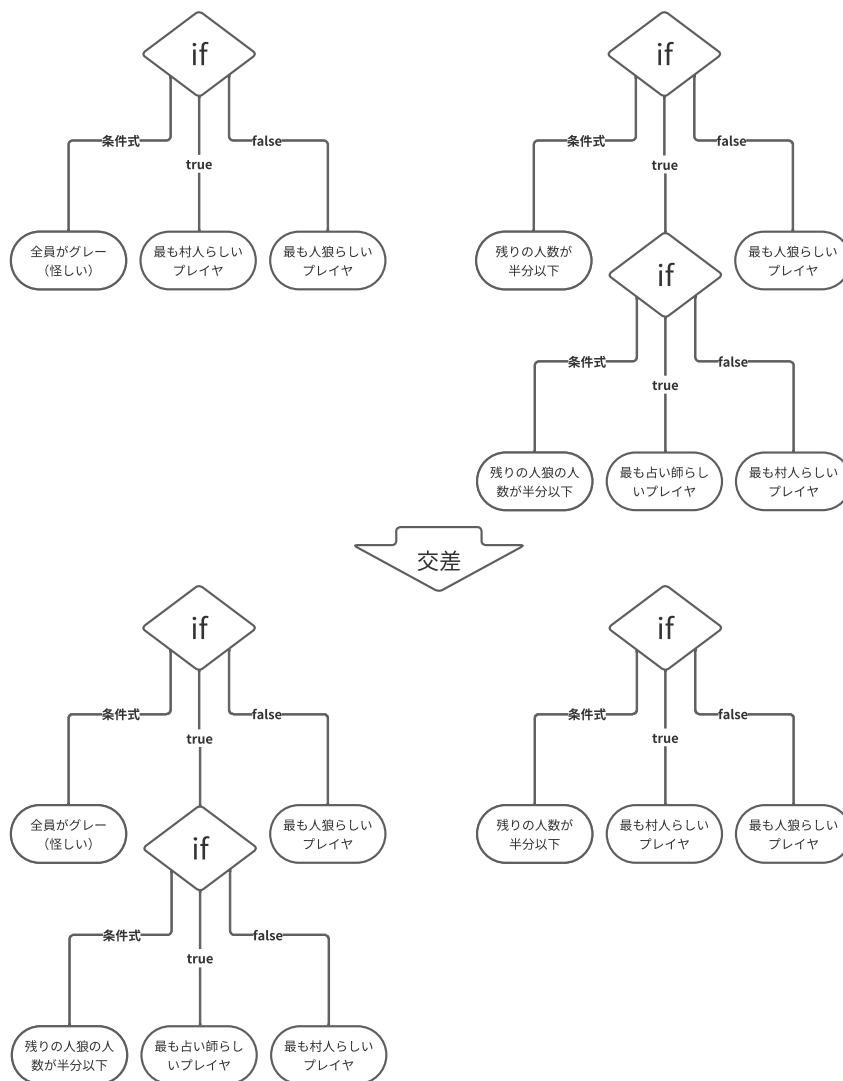 if
if
条件式
false
条件式
false
true
true
全員がグレー
（怪しい）
最も村人らしい
プレイヤ
最も人狼らしい
プレイヤ
残りの人数が
半分以下
if
最も人狼らしい
プレイヤ
条件式
false
true
残りの人狼の人
数が半分以下
最も占い師らし
いプレイヤ
最も村人らしい
プレイヤ
交差
if
if
条件式
false
条件式
false
true
true
全員がグレー
（怪しい）
if
最も人狼らしい
プレイヤ
残りの人数が
半分以下
最も村人らしい
プレイヤ
最も人狼らしい
プレイヤ
条件式
false
true
残りの人狼の人
数が半分以下
最も占い師らし
いプレイヤ
最も村人らしい
プレイヤ